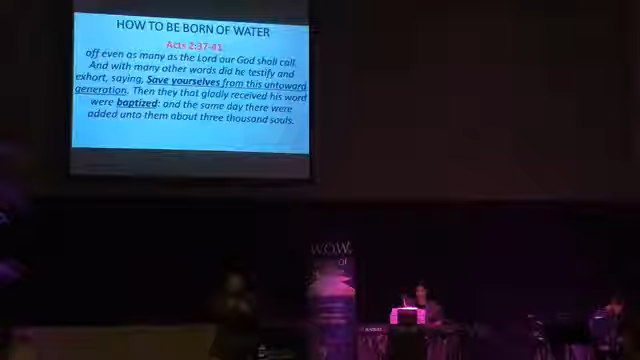 HOW TO BE BORN OF WATER
Acts 2:37-41
off even as many as the Lord our God shall call.
And with many other words did he testify and
exhort, saying, Save yourselves from this untoward
generation. Then they that gladly received his word
were baptized: and the same day there were
added unto them about three thousand souls.
W.O.W.
OF